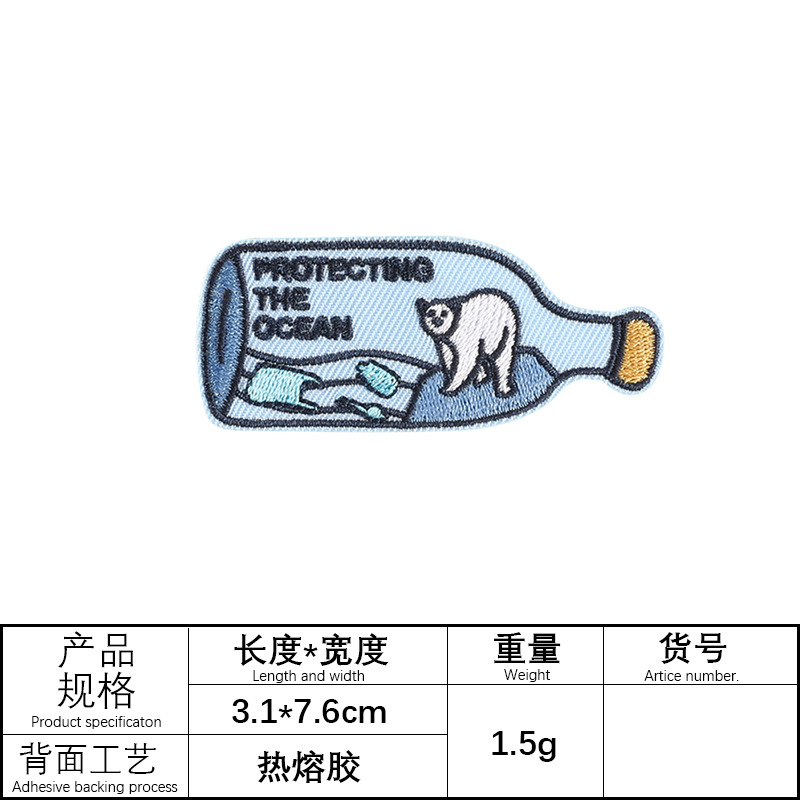 PROTECTING
THE
OCEAN
产品
规格
Product specificaton
长度*宽度
Length and width
重量
Weight
货号
Artice number.
3.1*7.6cm
1.5g
背面工艺
Adhesive backing process
热熔胶